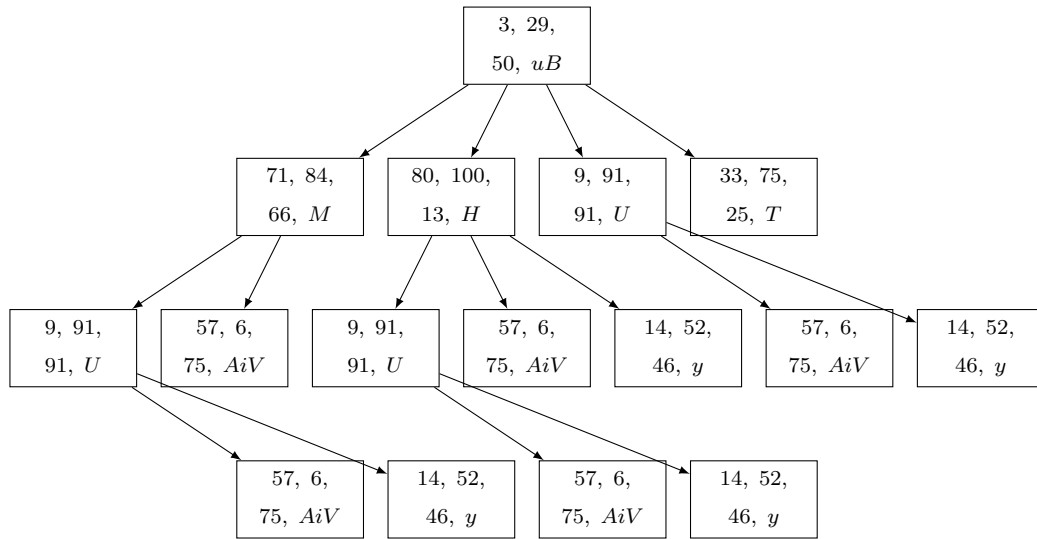 3, 29,
50, uB
71, 84,
66, M
80, 100,
13, H
9, 91,
91, U
33, 75,
25, T
9, 91,
91, U
57, 6,
75, AiV
9, 91,
91, U
57, 6,
75, AiV
14, 52,
46, y
57, 6,
75, AiV
14, 52,
46, y
57, 6,
75, AiV
14, 52,
46, y
57, 6,
75, AiV
14, 52,
46, y